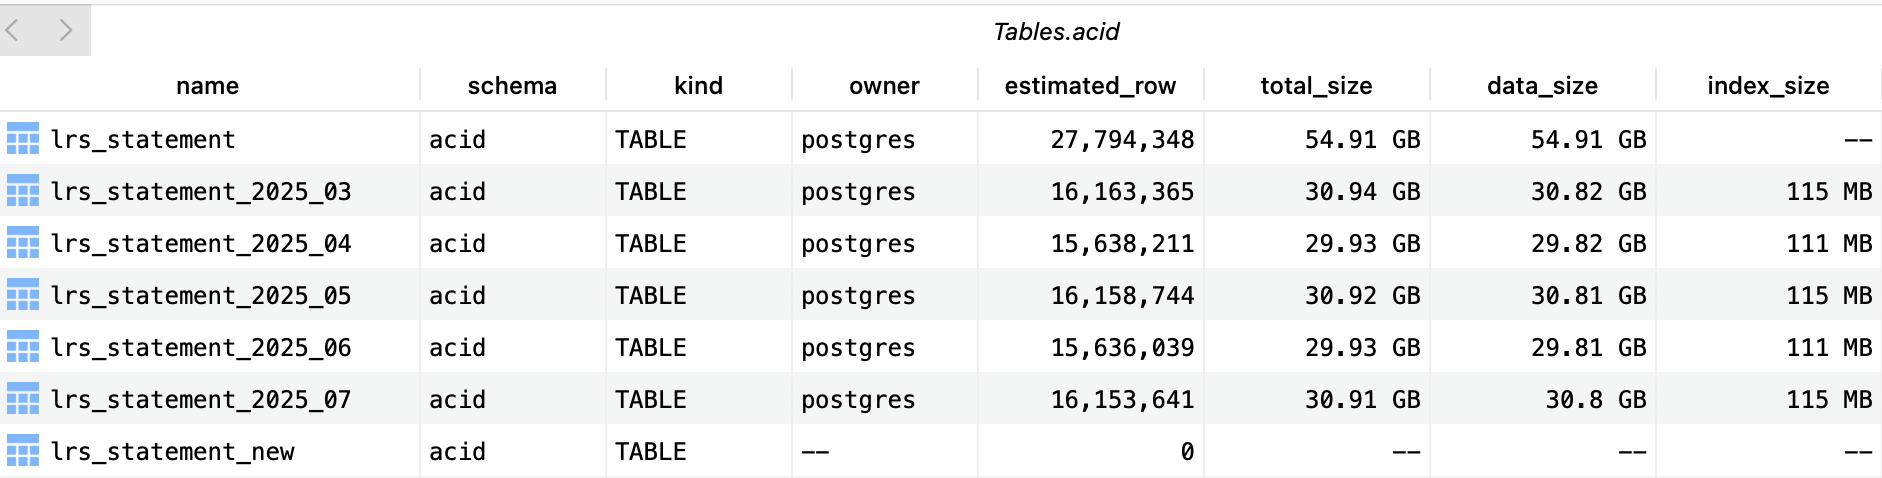 Tables.acid
name schema kind owner estimated_row total_size data_size index_size
lrs_statement acid TABLE postgres 27,794,348 54.91 GB 54.91 GB --
lrs_statement_2025_03 acid TABLE postgres 16,163,365 30.94 GB 30.82 GB 115 MB
lrs_statement_2025_04 acid TABLE postgres 15,638,211 29.93 GB 29.82 GB 111 MB
lrs_statement_2025_05 acid TABLE postgres 16,158,744 30.92 GB 30.81 GB 115 MB
lrs_statement_2025_06 acid TABLE postgres 15,636,039 29.93 GB 29.81 GB 111 MB
lrs_statement_2025_07 acid TABLE postgres 16,153,641 30.91 GB 30.8 GB 115 MB
lrs_statement_new acid TABLE -- 0 -- -- --